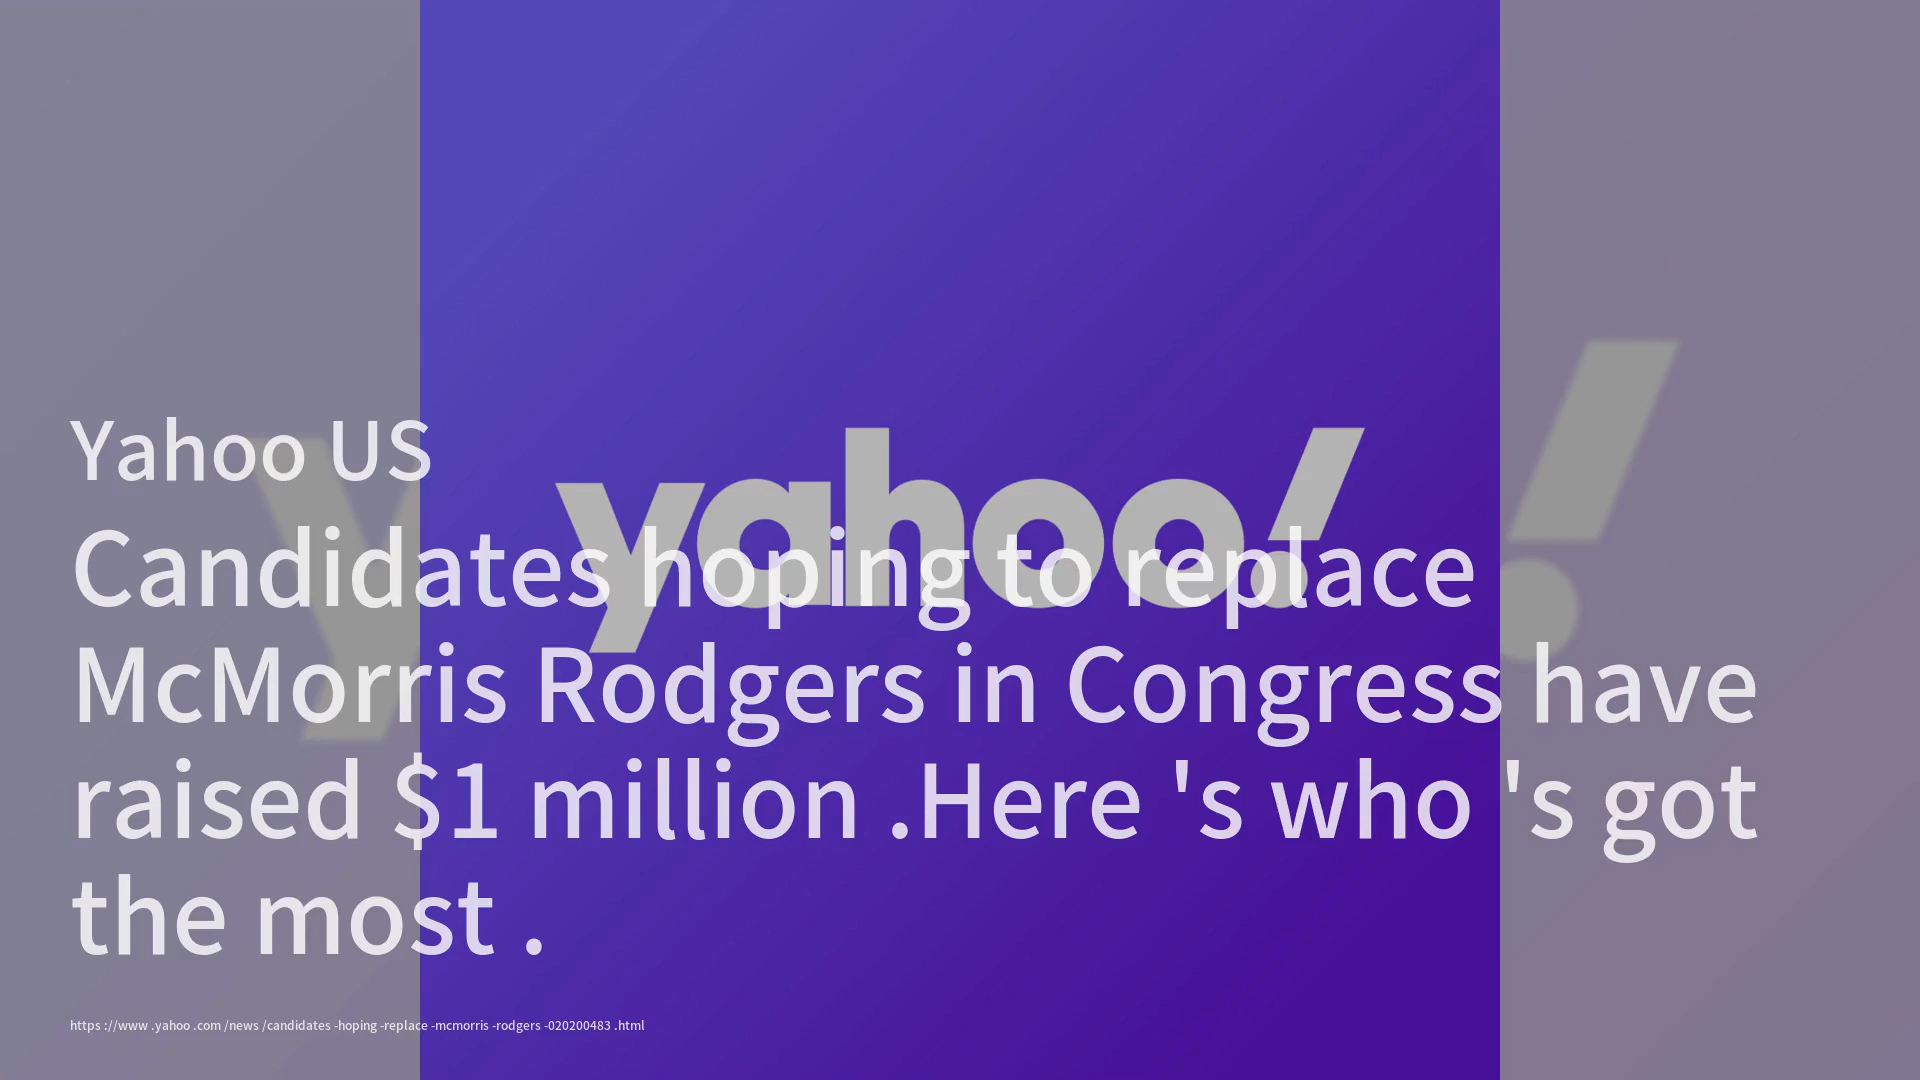 Yahoo US
yahoo!
Candidates hoping to replace
McMorris Rodgers in Congress have
raised $1 million .Here 's who 's got
the most .
https ://www .yahoo .com /news /candidates -hoping -replace -mcmorris -rodgers -020200483 .html
y !